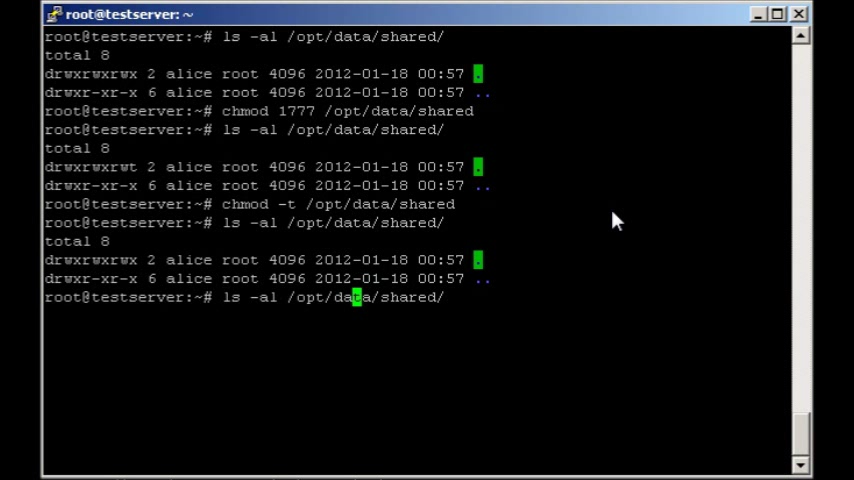 root@testserver: ~
root@testserver:~# ls -al /opt/data/shared/
total 8
drwxrwxrwx 2 alice root 4096 2012-01-18 00:57 .
drwxr-xr-x 6 alice root 4096 2012-01-18 00:57 ..
root@testserver:~# chmod 1777 /opt/data/shared
root@testserver:~# ls -al /opt/data/shared/
total 8
drwxrwxrwt 2 alice root 4096 2012-01-18 00:57 .
drwxr-xr-x 6 alice root 4096 2012-01-18 00:57 ..
root@testserver:~# chmod -t /opt/data/shared
root@testserver:~# ls -al /opt/data/shared/
total 8
drwxrwxrwx 2 alice root 4096 2012-01-18 00:57 .
drwxr-xr-x 6 alice root 4096 2012-01-18 00:57 ..
root@testserver:~# ls -al /opt/data/shared/